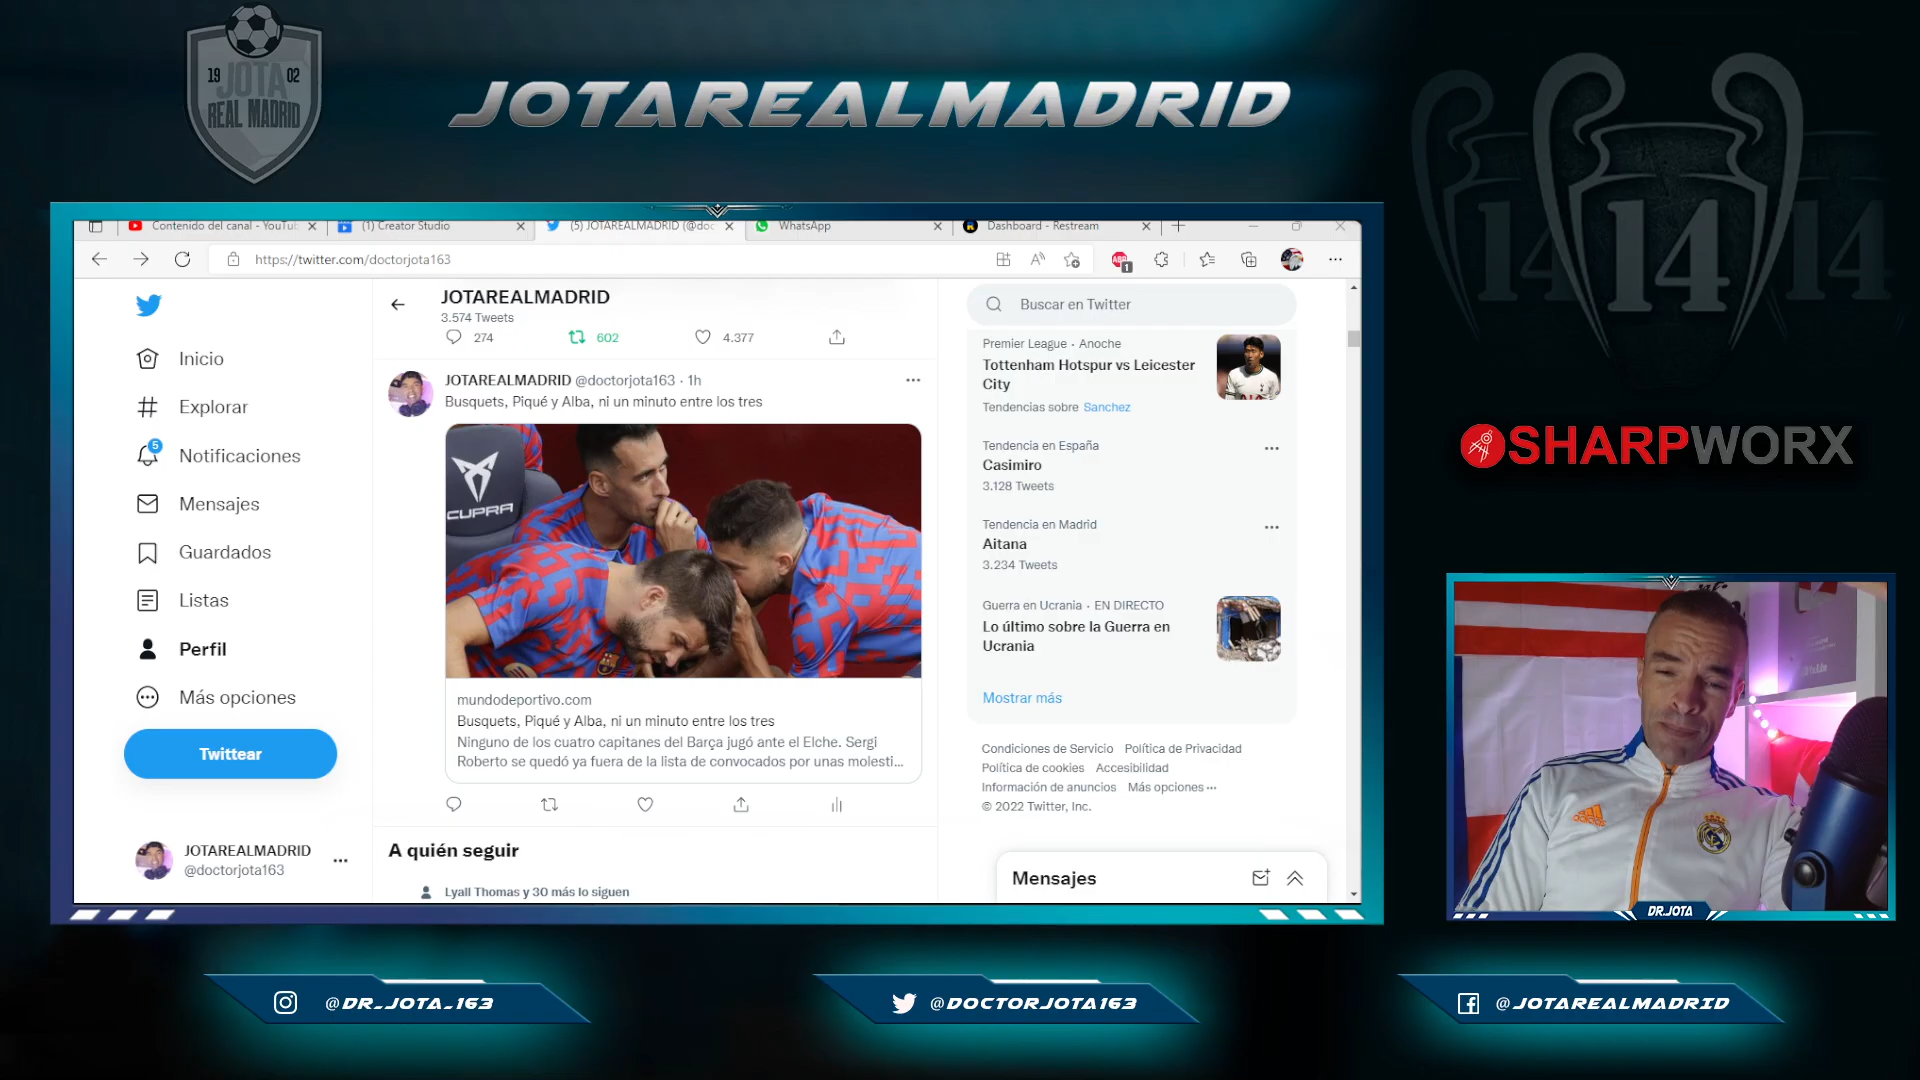 19 JOTA 02
REAL MADRID
JOTAREALMADRID
14 14 14
SHARPWORX
Contenido del canal - YouTub
(1) Creator Studio
(5) JOTAREALMADRID (@doc
WhatsApp
Dashboard - Restream
https://twitter.com/doctorjota163
ABP 1
Inicio
Explorar
5
Notificaciones
Mensajes
Guardados
Listas
Perfil
Más opciones
Twittear
JOTAREALMADRID
@doctorjota163
JOTAREALMADRID
3.574 Tweets
274 602 4.377
JOTAREALMADRID @doctorjota163 · 1h
Busquets, Piqué y Alba, ni un minuto entre los tres
CUPRA
mundodeportivo.com
Busquets, Piqué y Alba, ni un minuto entre los tres
Ninguno de los cuatro capitanes del Barça jugó ante el Elche. Sergi
Roberto se quedó ya fuera de la lista de convocados por unas molesti...
A quién seguir
Lyall Thomas y 30 más lo siguen
Buscar en Twitter
Premier League · Anoche
Tottenham Hotspur vs Leicester
City
Tendencias sobre Sanchez
Tendencia en España
Casimiro
3.128 Tweets
Tendencia en Madrid
Aitana
3.234 Tweets
Guerra en Ucrania · EN DIRECTO
Lo último sobre la Guerra en
Ucrania
Mostrar más
Condiciones de Servicio Política de Privacidad
Política de cookies Accesibilidad
Información de anuncios Más opciones ···
© 2022 Twitter, Inc.
Mensajes
adidas
DR.JOTA
@DR_JOTA_163
@DOCTORJOTA163
@JOTAREALMADRID